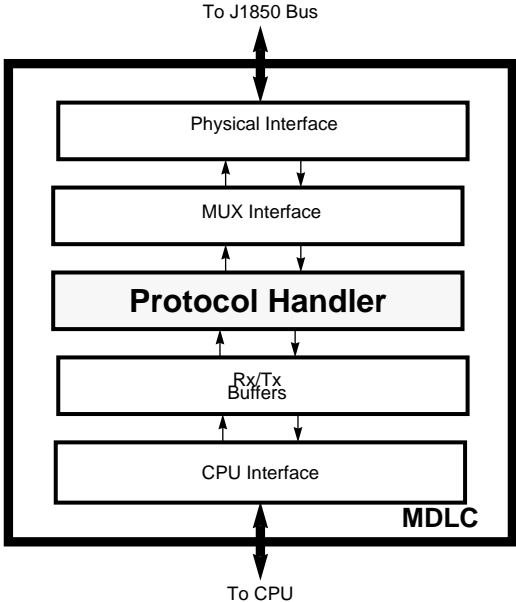 To J1850 Bus
Physical Interface
MUX Interface
Protocol Handler
Rx/Tx
Buffers
CPU Interface
MDLC
To CPU